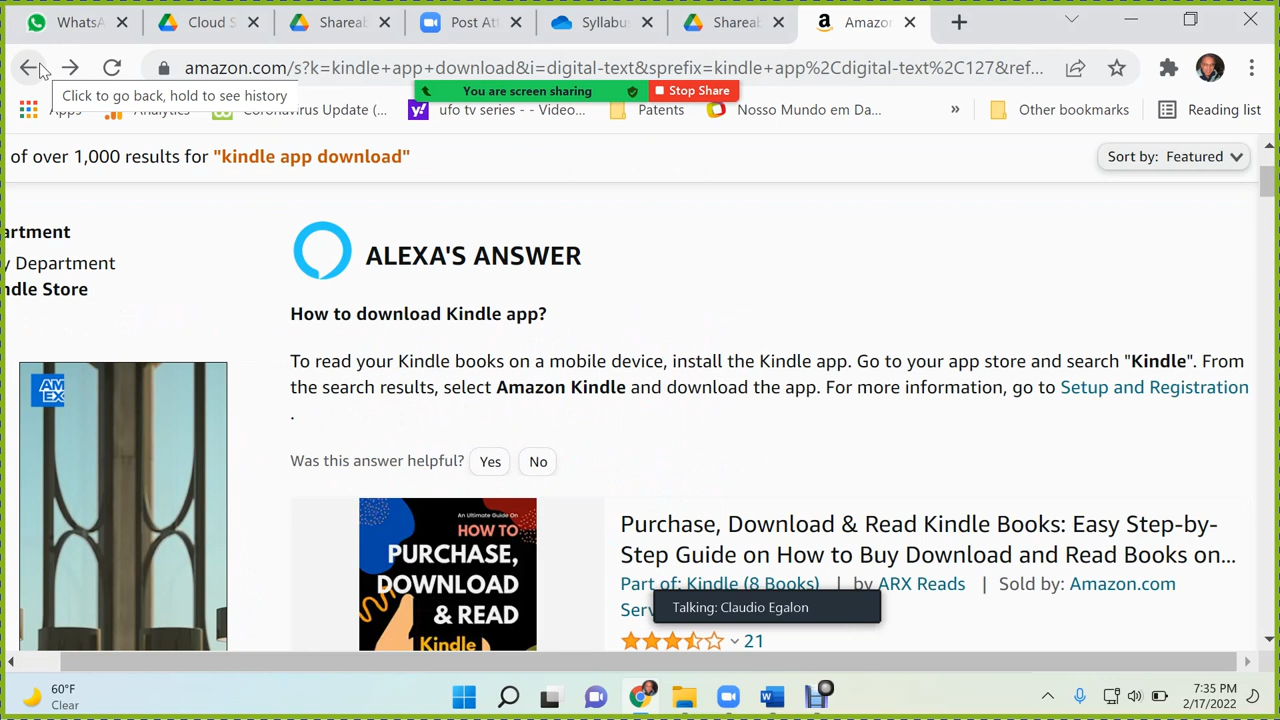 WhatsA
Cloud S
Shareab
Post Att
Syllabu
Shareab
Amazo
amazon.com/s?k=kindle+app+download&i=digital-text&sprefix=kindle+app%2Cdigital-text%2C127&ref...
Click to go back, hold to see history
You are screen sharing
Stop Share
Apps
Analytics
Coronavirus Update (...
ufo tv series - - Video...
Patents
Nosso Mundo em Da...
»
Other bookmarks
Reading list
of over 1,000 results for "kindle app download"
Sort by: Featured
artment
y Department
ndle Store
ALEXA'S ANSWER
How to download Kindle app?
To read your Kindle books on a mobile device, install the Kindle app. Go to your app store and search "Kindle". From
the search results, select Amazon Kindle and download the app. For more information, go to Setup and Registration
.
Was this answer helpful? Yes No
AM
EX
An Ultimate Guide On
HOW TO
PURCHASE,
DOWNLOAD
& READ
Kindle
Purchase, Download & Read Kindle Books: Easy Step-by-
Step Guide on How to Buy Download and Read Books on...
Part of: Kindle (8 Books) | by ARX Reads | Sold by: Amazon.com
Serv
Talking: Claudio Egalon
21
60°F
Clear
7:35 PM
2/17/2022